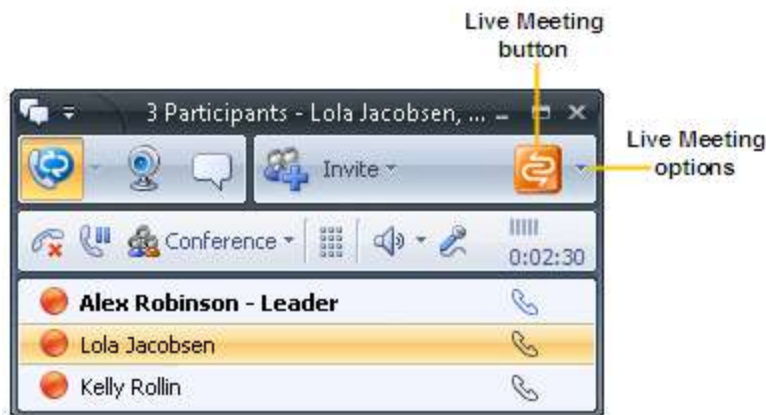 Live Meeting
button
3 Participants - Lola Jacobsen, ...
Live Meeting
options
Invite
Conference
0:02:30
Alex Robinson - Leader
Lola Jacobsen
Kelly Rollin